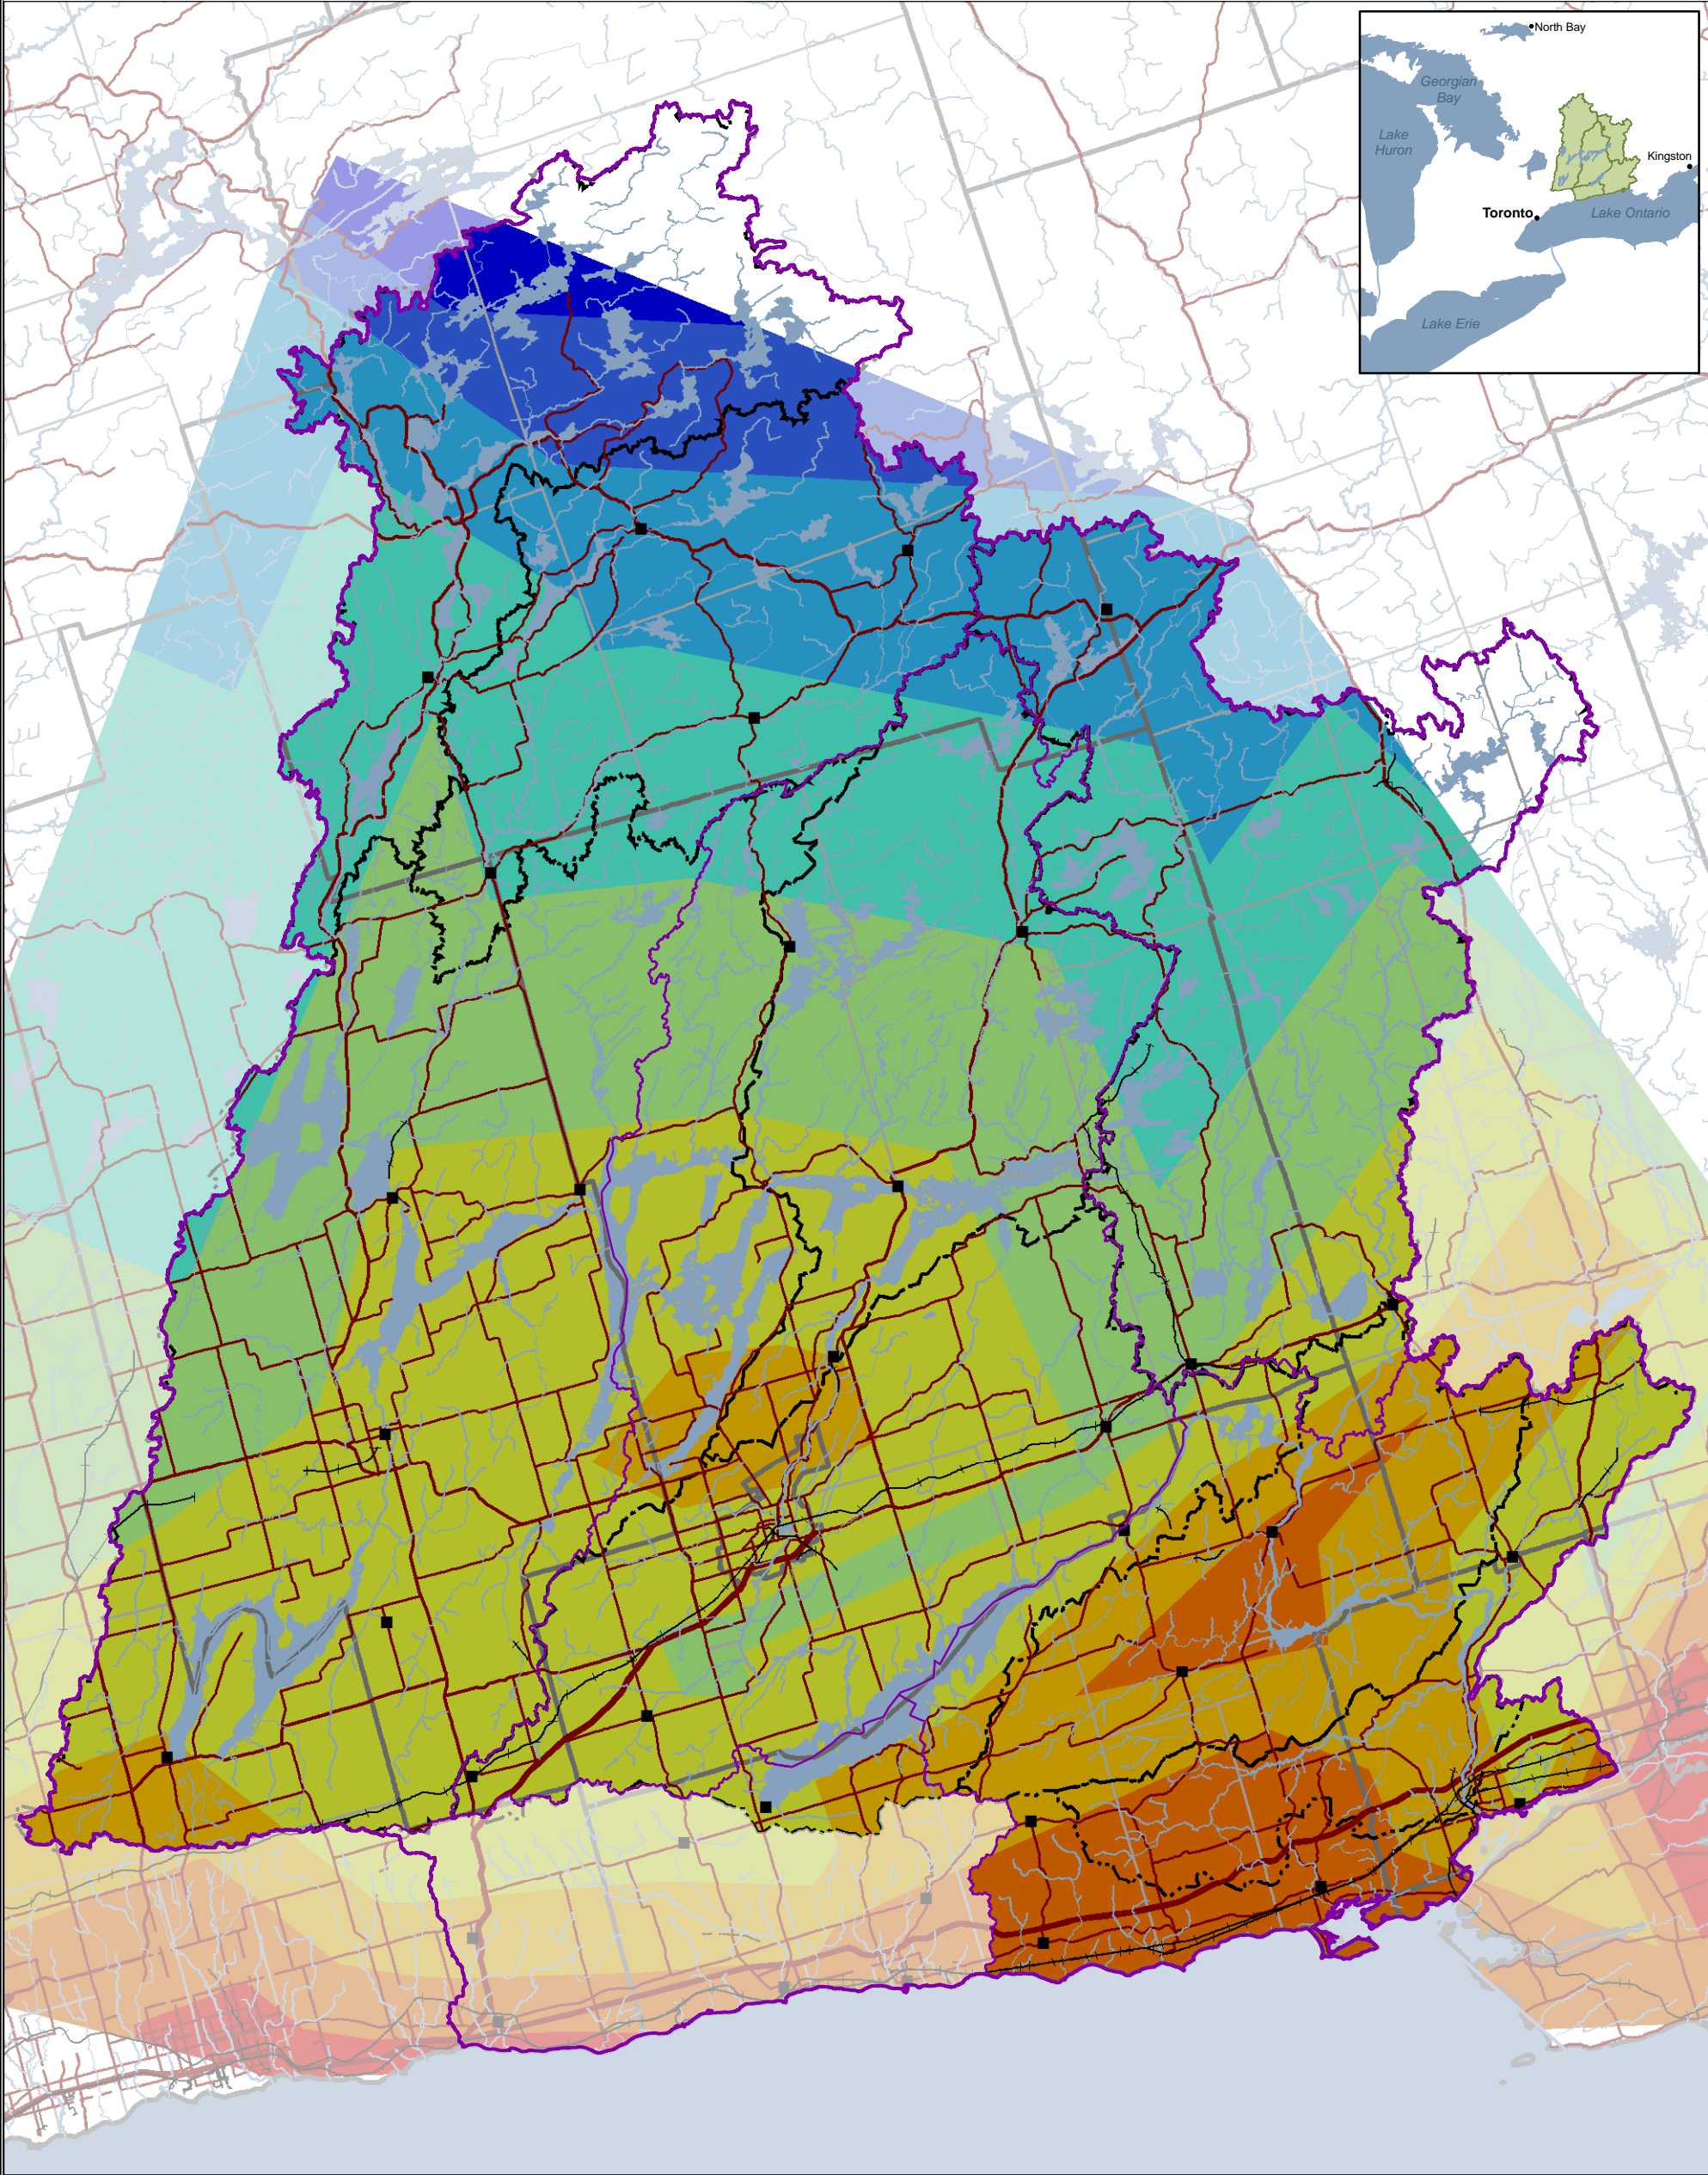 North Bay
Georgian
Bay
Lake
Huron
Kingston
Toronto
Lake Ontario
Lake Erie